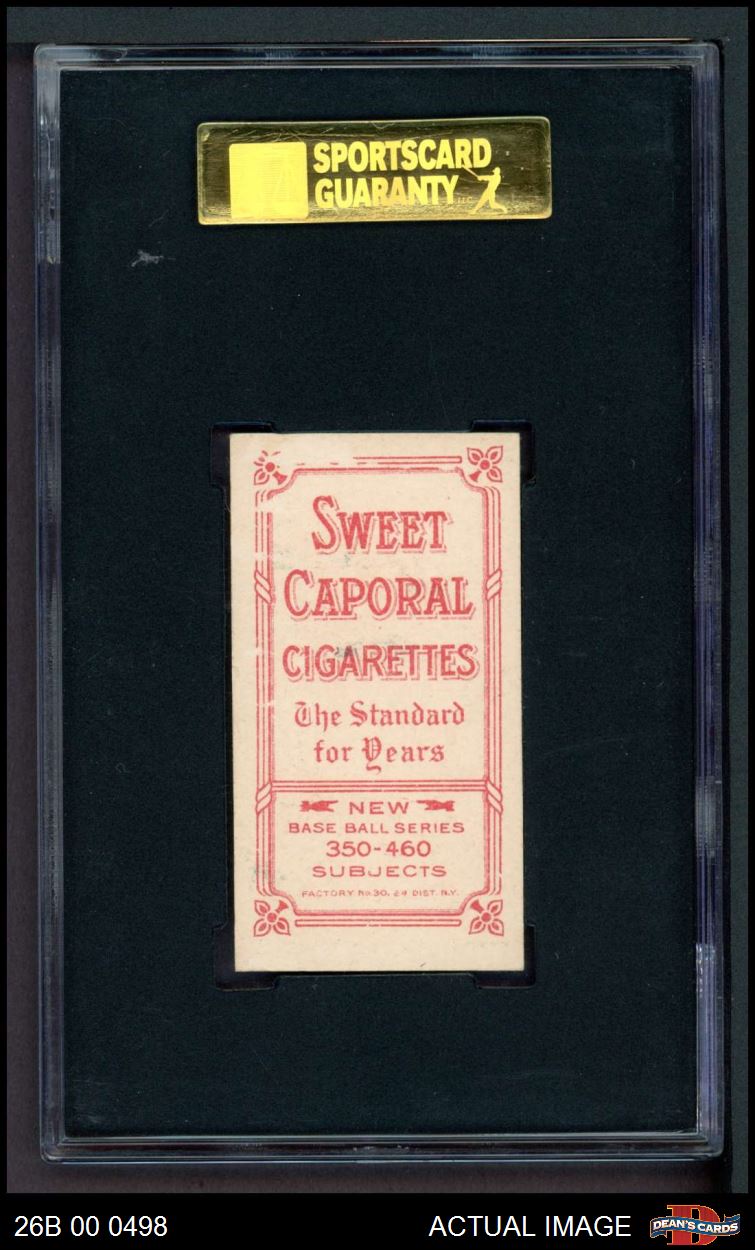 SPORTSCARD
GUARANTY LLC
SWEET
CAPORAL
CIGARETTES
The Standard
for Years
NEW
BASE BALL SERIES
350-460
SUBJECTS
FACTORY No 30, 2d DIST. N.Y.
26B 00 0498
ACTUAL IMAGE
D
DEAN'S CARDS